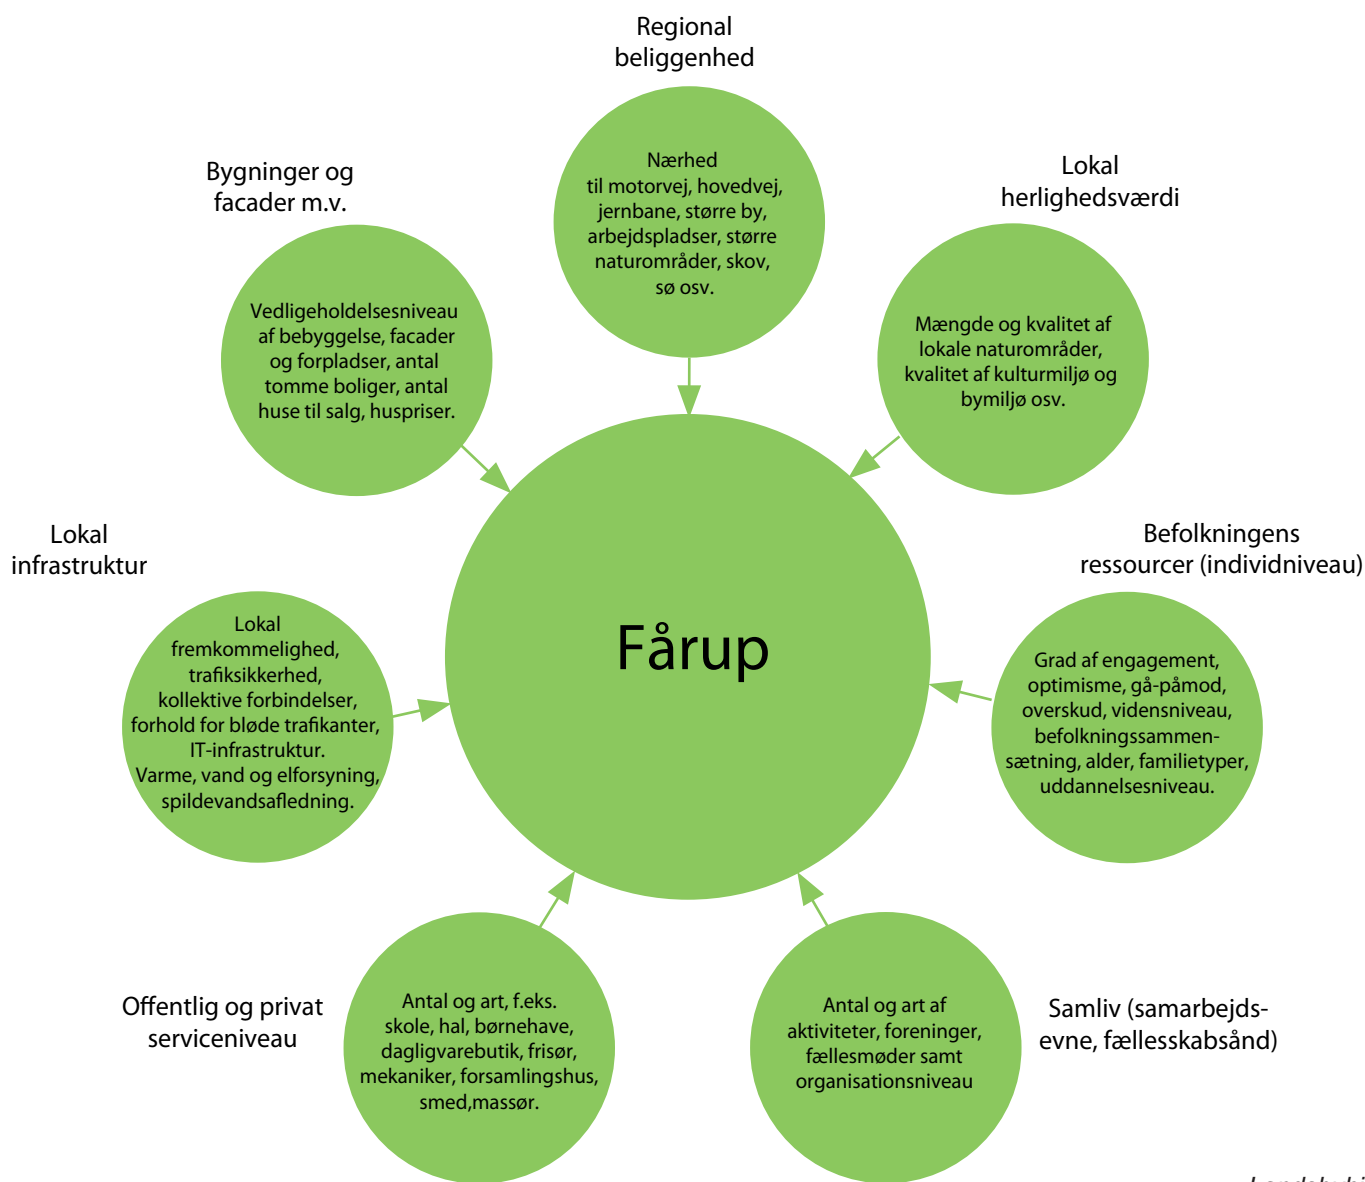 Regional
beliggenhed
Nærhed
til motorvej, hovedvej,
jernbane, større by,
arbejdspladser, større
naturområder, skov,
sø osv.
Lokal
herlighedsværdi
Mængde og kvalitet af
lokale naturområder,
kvalitet af kulturmiljø og
bymiljø osv.
Befolkningens
ressourcer (individniveau)
Grad af engagement,
optimisme, gå-påmod,
overskud, vidensniveau,
befolkningssammen-
sætning, alder, familietyper,
uddannelsesniveau.
Samliv (samarbejds-
evne, fællesskabsånd)
Antal og art af
aktiviteter, foreninger,
fællesmøder samt
organisationsniveau
Offentlig og privat
serviceniveau
Antal og art, f.eks.
skole, hal, børnehave,
dagligvarebutik, frisør,
mekaniker, forsamlingshus,
smed,massør.
Lokal
infrastruktur
Lokal
fremkommelighed,
trafiksikkerhed,
kollektive forbindelser,
forhold for bløde trafikanter,
IT-infrastruktur.
Varme, vand og elforsyning,
spildevandsafledning.
Bygninger og
facader m.v.
Vedligeholdelsesniveau
af bebyggelse, facader
og forpladser, antal
tomme boliger, antal
huse til salg, huspriser.
Fårup